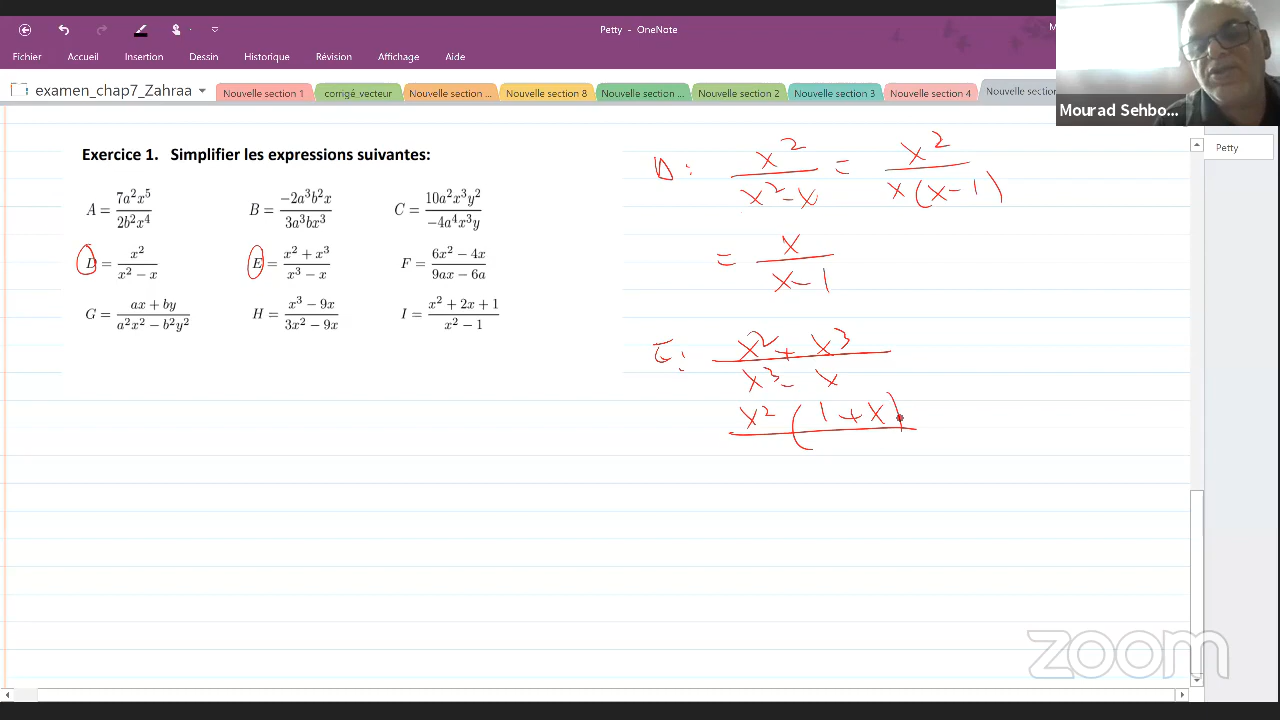 Petty - OneNote
Fichier Accueil Insertion Dessin Historique Révision Affichage Aide
examen_chap7_Zahraa
Nouvelle section 1 corrigé_vecteur Nouvelle section ... Nouvelle section 8 Nouvelle section ... Nouvelle section 2 Nouvelle section 3 Nouvelle section 4 Nouvelle section
Mourad Sehbo...
Petty
Exercice 1. Simplifier les expressions suivantes:
A = 7a²x⁵ / 2b²x⁴ B = −2a³b²x / 3a³bx³ C = 10a²x³y² / −4a⁴x³y
D = x² / x² − x E = x² + x³ / x³ − x F = 6x² − 4x / 9ax − 6a
G = ax + by / a²x² − b²y² H = x³ − 9x / 3x² − 9x I = x² + 2x + 1 / x² − 1
D: x² / x² − x = x² / x(x − 1)
= x / x − 1
E: x² + x³ / x³ − x
x² (1 + x)
zoom